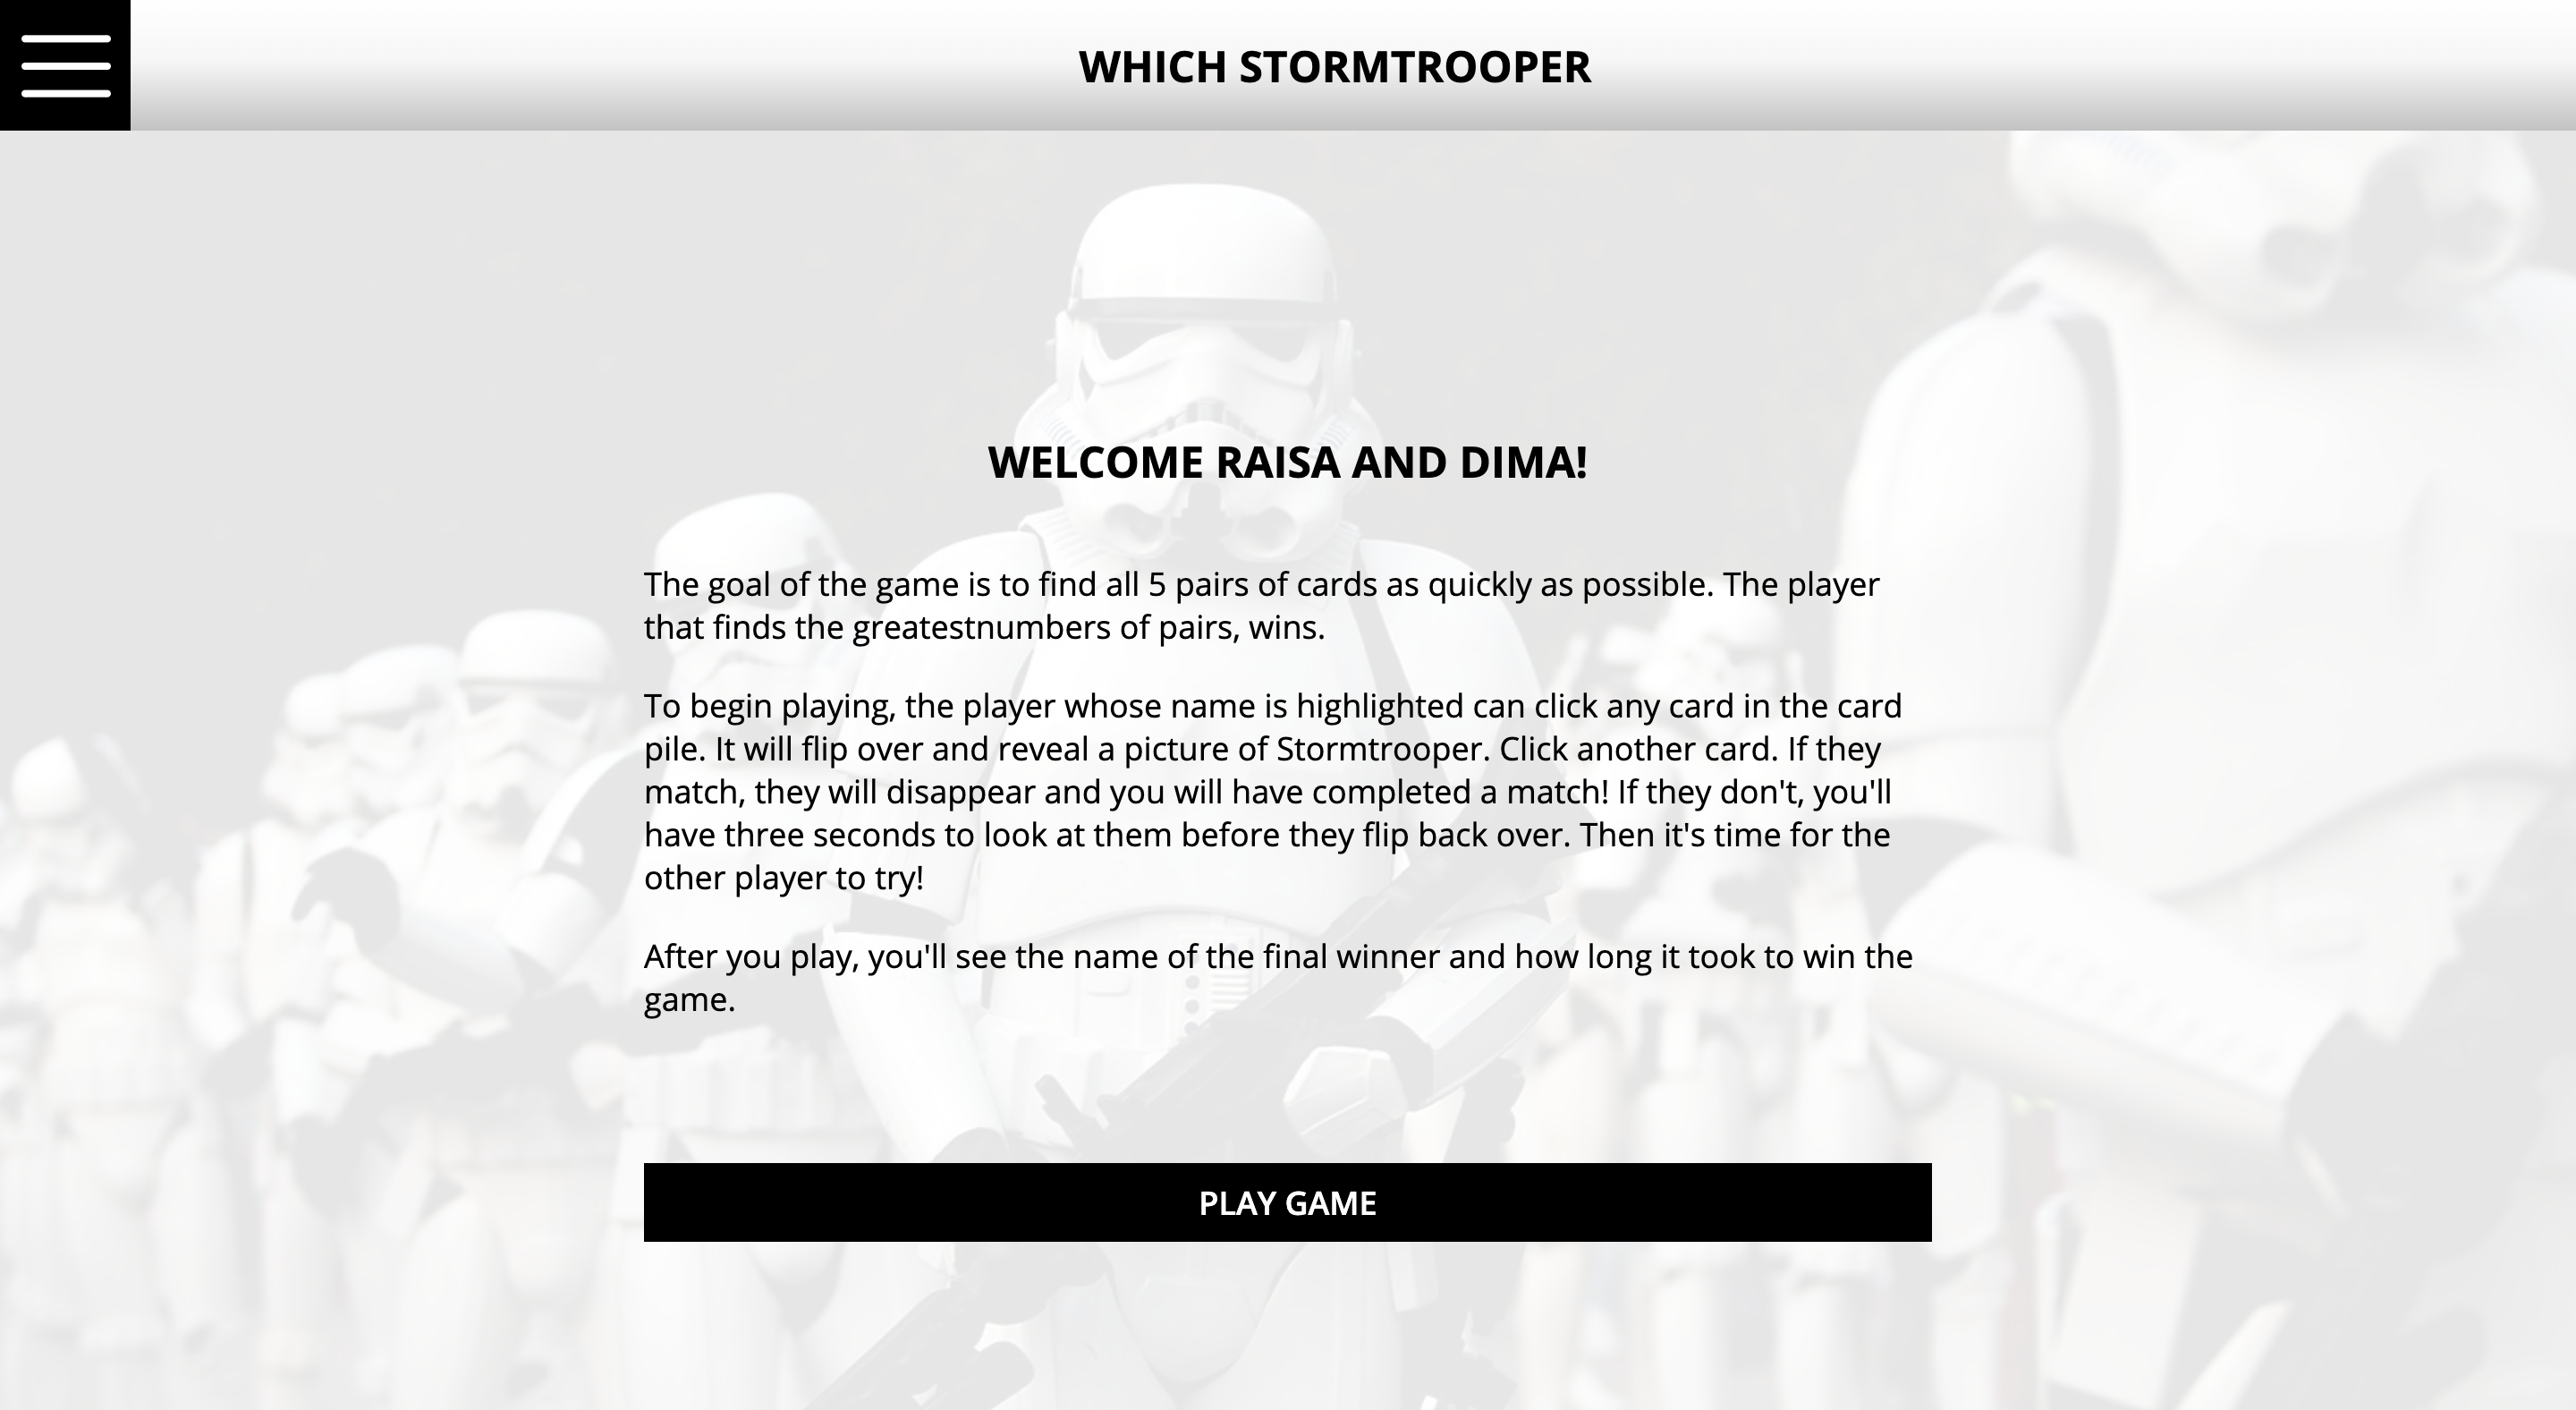 WHICH STORMTROOPER
WELCOME RAISA AND DIMA!
The goal of the game is to find all 5 pairs of cards as quickly as possible. The player
that finds the greatestnumbers of pairs, wins.
To begin playing, the player whose name is highlighted can click any card in the card
pile. It will flip over and reveal a picture of Stormtrooper. Click another card. If they
match, they will disappear and you will have completed a match! If they don't, you'll
have three seconds to look at them before they flip back over. Then it's time for the
other player to try!
After you play, you'll see the name of the final winner and how long it took to win the
game.
PLAY GAME